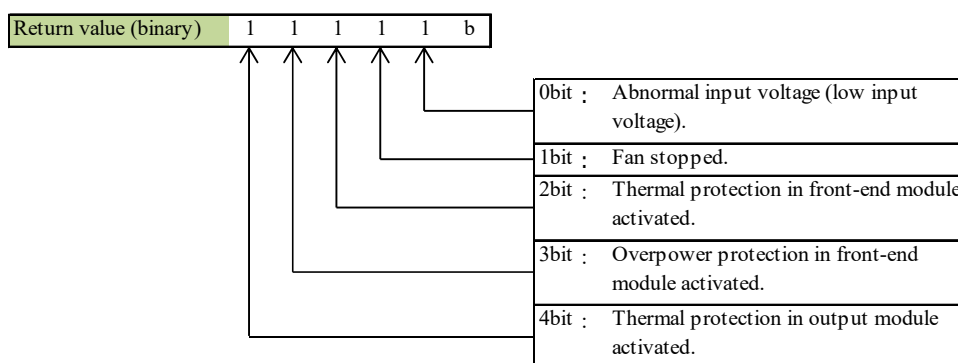 Return value (binary) 1 1 1 1 1 b
0bit： Abnormal input voltage (low input
voltage).
1bit： Fan stopped.
2bit： Thermal protection in front-end module
activated.
3bit： Overpower protection in front-end
module activated.
4bit： Thermal protection in output module
activated.